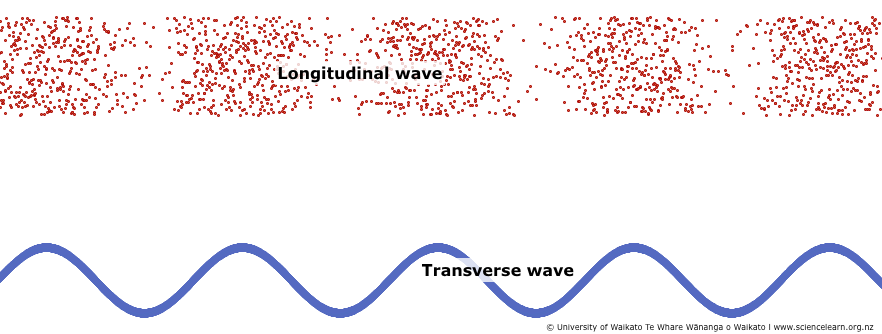 Longitudinal wave
Transverse wave
© University of Waikato Te Whare Wānanga o Waikato I www.sciencelearn.org.nz